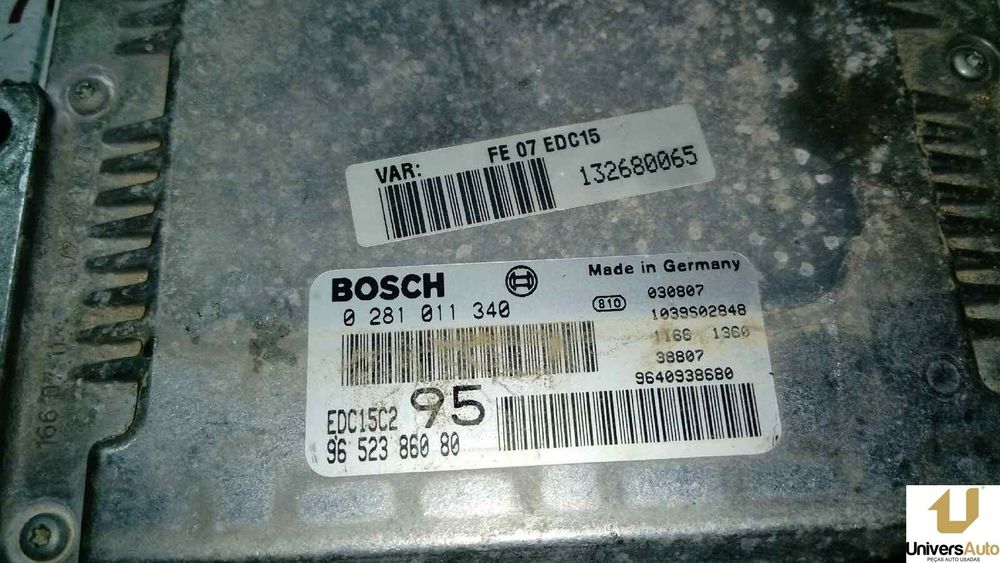 VAR: FE 07 EDC15
132680065
BOSCH
Made in Germany
0 281 011 340
810
030807
1039S02848
1166 1360
38807
9640938680
EDC15C2 95
96 523 860 80
UniversAuto
PEÇAS AUTO USADAS